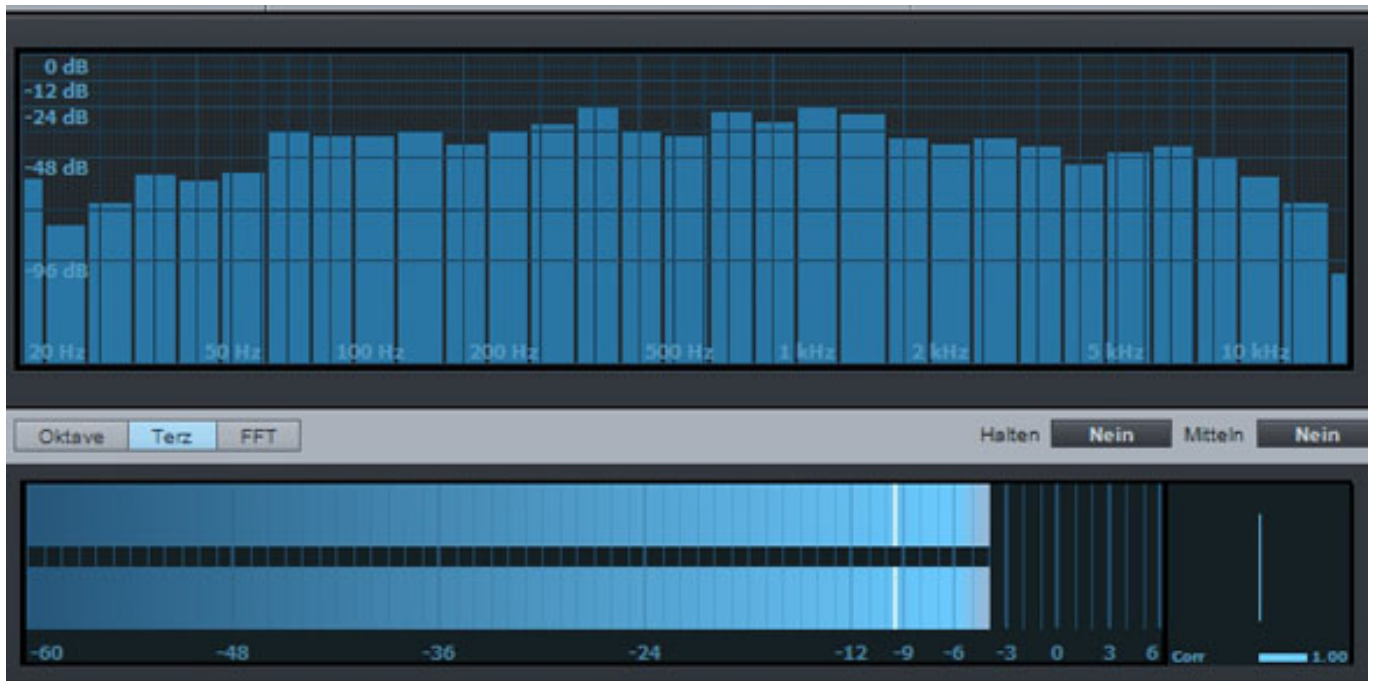 0 dB
-12 dB
-24 dB
-48 dB
-96 dB
20 Hz 50 Hz 100 Hz 200 Hz 500 Hz 1 kHz 2 kHz 5 kHz 10 kHz
Oktave Terz FFT Halten Nein Mitteln Nein
-60 -48 -36 -24 -12 -9 -6 -3 0 3 6 Corr 1.00